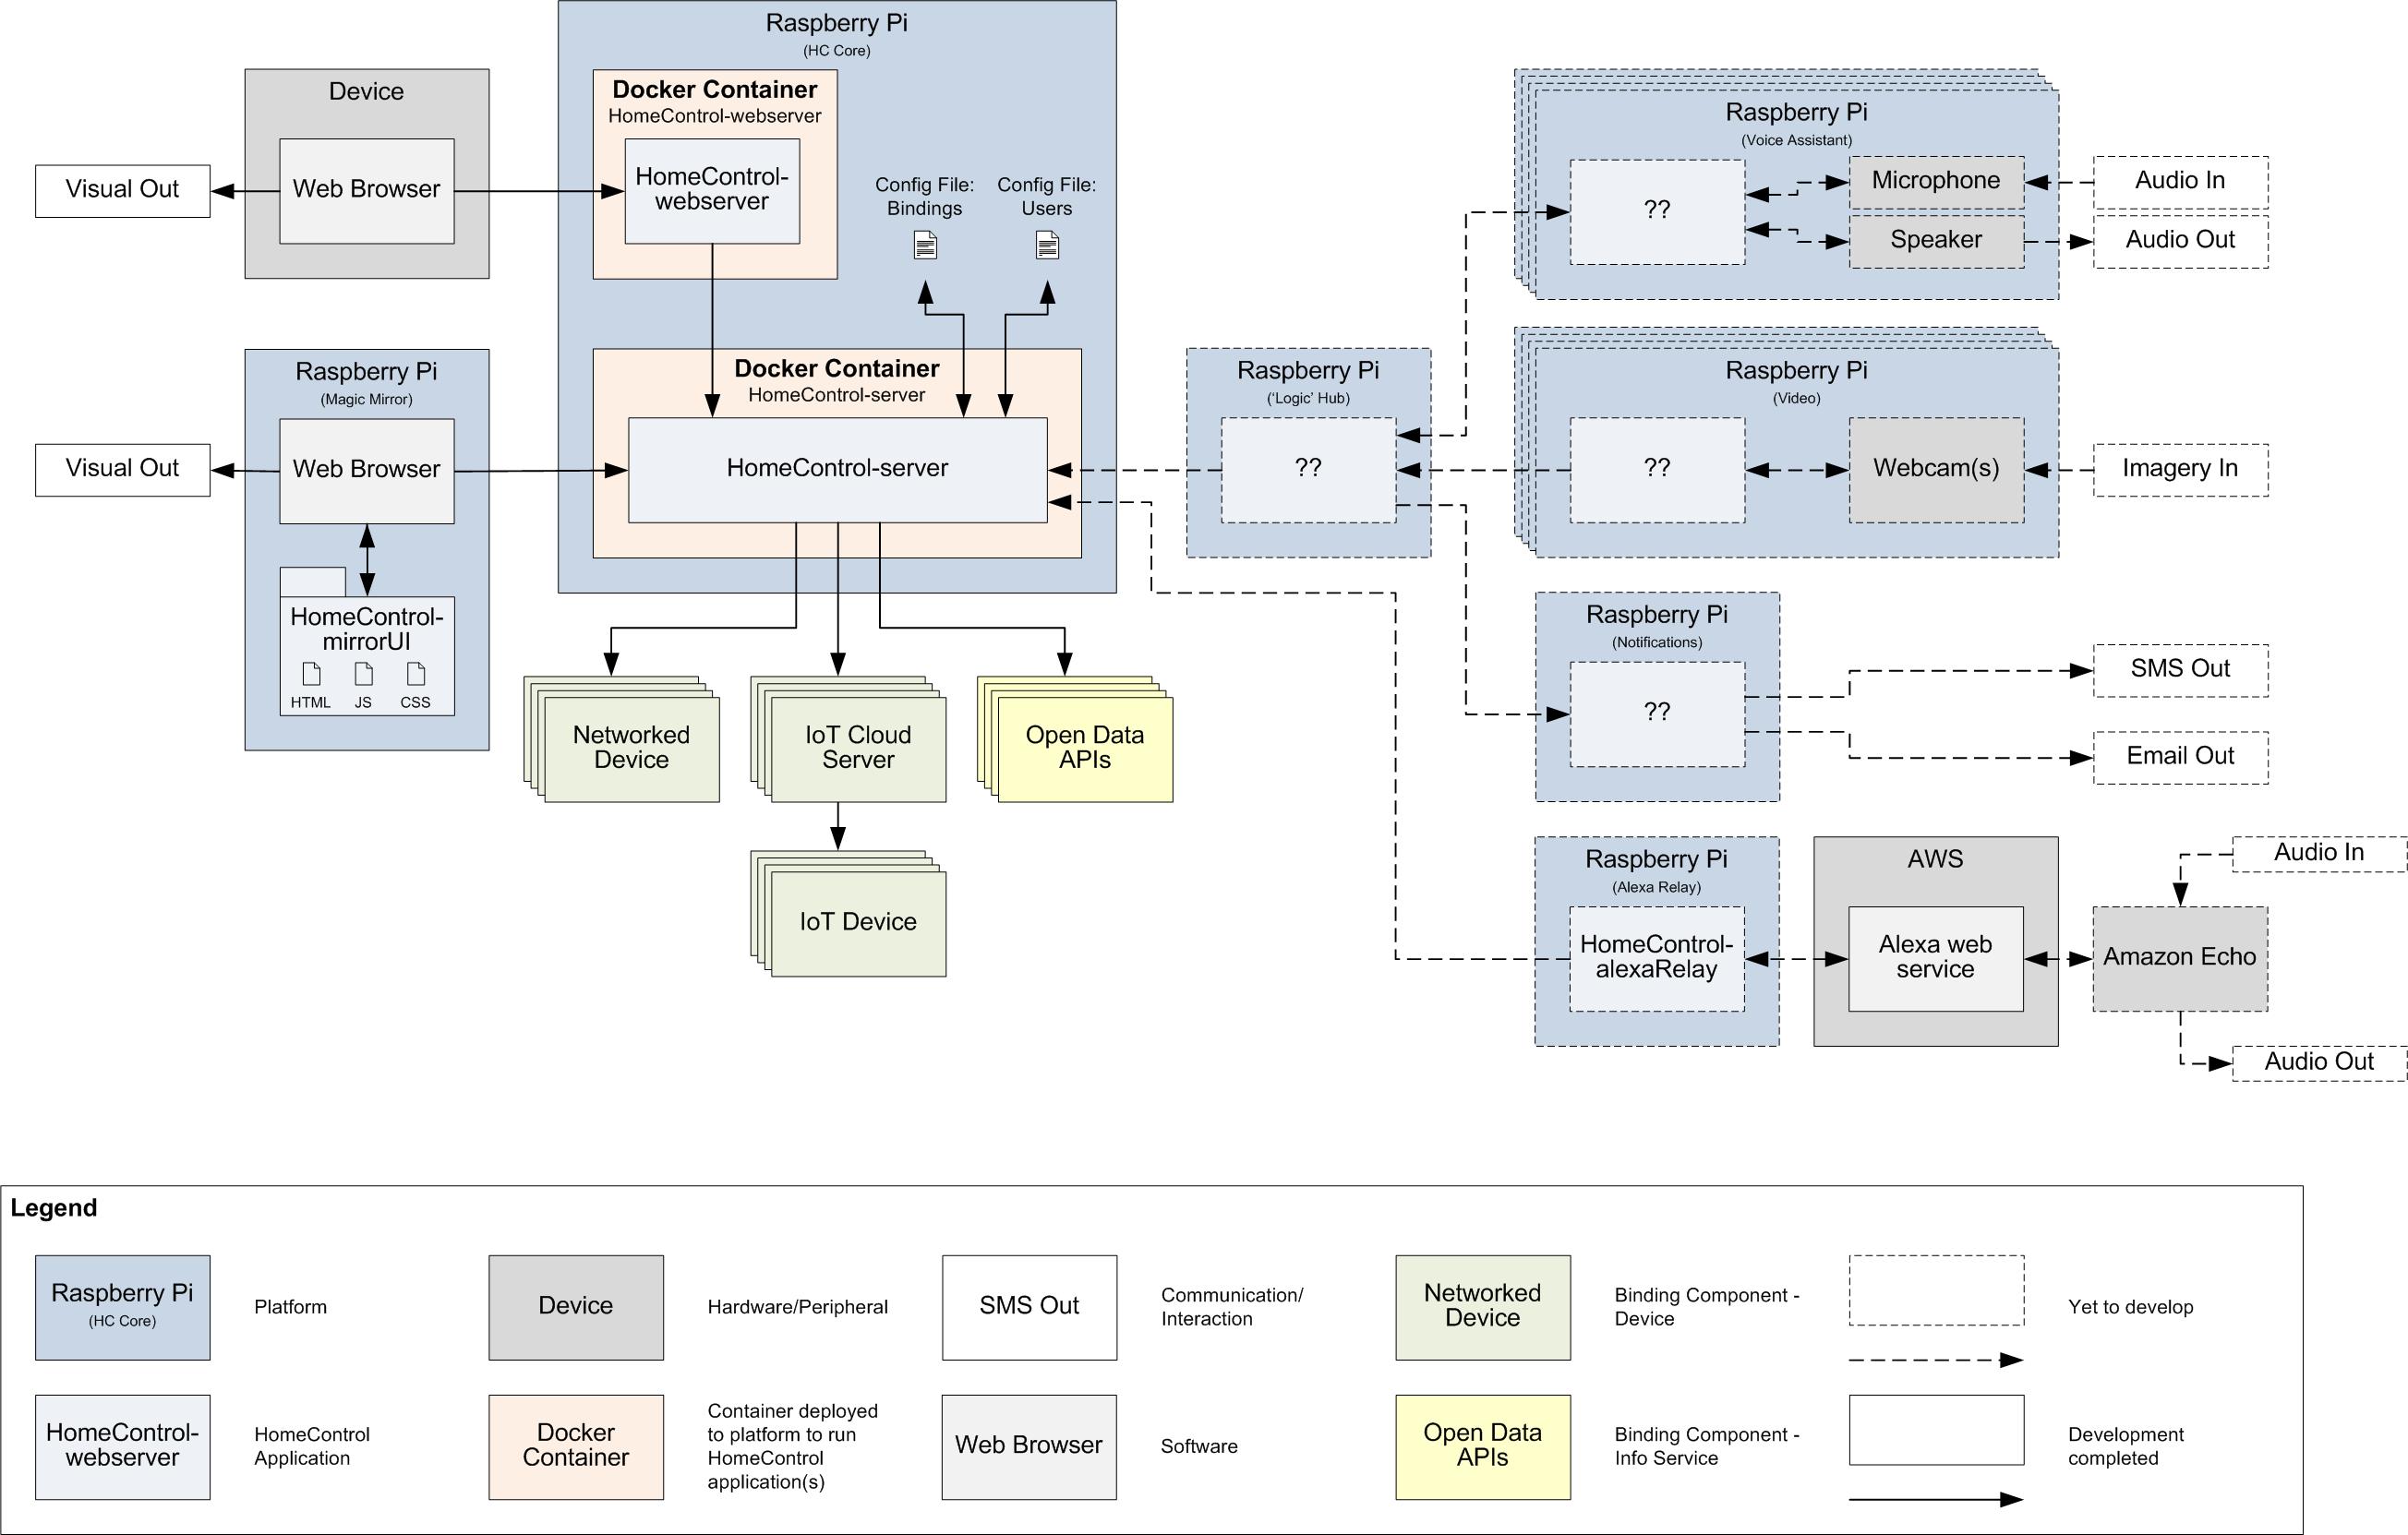 Raspberry Pi
(HC Core)
Device
Web Browser
Visual Out
Docker Container
HomeControl-webserver
HomeControl-
webserver
Config File:
Bindings
Config File:
Users
Raspberry Pi
(Voice Assistant)
??
Microphone
Speaker
Audio In
Audio Out
Raspberry Pi
(Magic Mirror)
Web Browser
Visual Out
HomeControl-
mirrorUI
HTML
JS
CSS
Docker Container
HomeControl-server
HomeControl-server
Raspberry Pi
(‘Logic’ Hub)
??
Raspberry Pi
(Video)
??
Webcam(s)
Imagery In
Networked
Device
IoT Cloud
Server
Open Data
APIs
IoT Device
Raspberry Pi
(Notifications)
??
SMS Out
Email Out
Raspberry Pi
(Alexa Relay)
HomeControl-
alexaRelay
AWS
Alexa web
service
Audio In
Amazon Echo
Audio Out
Legend
Raspberry Pi
(HC Core)
Platform
Device
Hardware/Peripheral
SMS Out
Communication/
Interaction
Networked
Device
Binding Component -
Device
Yet to develop
HomeControl-
webserver
HomeControl
Application
Docker
Container
Container deployed
to platform to run
HomeControl
application(s)
Web Browser
Software
Open Data
APIs
Binding Component -
Info Service
Development
completed